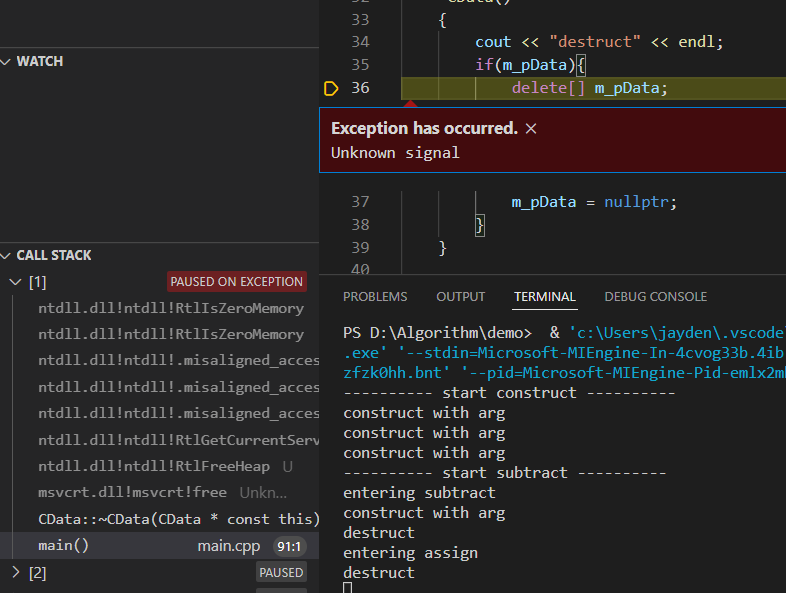 WATCH
CALL STACK
[1] PAUSED ON EXCEPTION
ntdll.dll!ntdll!RtlIsZeroMemory
ntdll.dll!ntdll!RtlIsZeroMemory
ntdll.dll!ntdll!.misaligned_acces
ntdll.dll!ntdll!.misaligned_acces
ntdll.dll!ntdll!.misaligned_acces
ntdll.dll!ntdll!RtlGetCurrentServ
ntdll.dll!ntdll!RtlFreeHeap U
msvcrt.dll!msvcrt!free Unkn...
CData::~CData(CData * const this)
main() main.cpp 91:1
[2] PAUSED
33 {
34 cout << "destruct" << endl;
35 if(m_pData){
36 delete[] m_pData;
Exception has occurred. ×
Unknown signal
37 m_pData = nullptr;
38 }
39 }
40
PROBLEMS OUTPUT TERMINAL DEBUG CONSOLE
PS D:\Algorithm\demo> & 'c:\Users\jayden\.vscode\
.exe' '--stdin=Microsoft-MIEngine-In-4cvog33b.4ib
zfzk0hh.bnt' '--pid=Microsoft-MIEngine-Pid-emlx2m
---------- start construct ----------
construct with arg
construct with arg
construct with arg
---------- start subtract ----------
entering subtract
construct with arg
destruct
entering assign
destruct